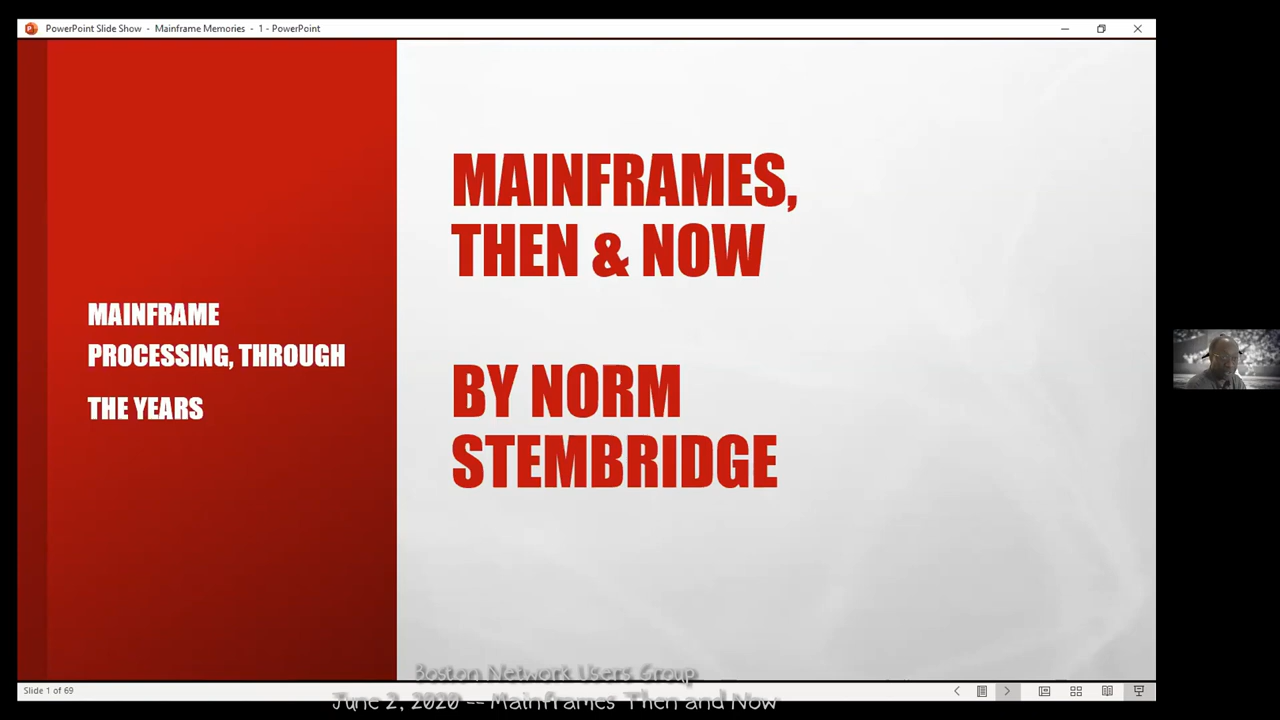 PowerPoint Slide Show - Mainframe Memories - 1 - PowerPoint
MAINFRAME
PROCESSING, THROUGH
THE YEARS
MAINFRAMES,
THEN & NOW
BY NORM
STEMBRIDGE
Boston Network Users Group
Slide 1 of 69
June 2, 2020 -- Mainframes Then and Now